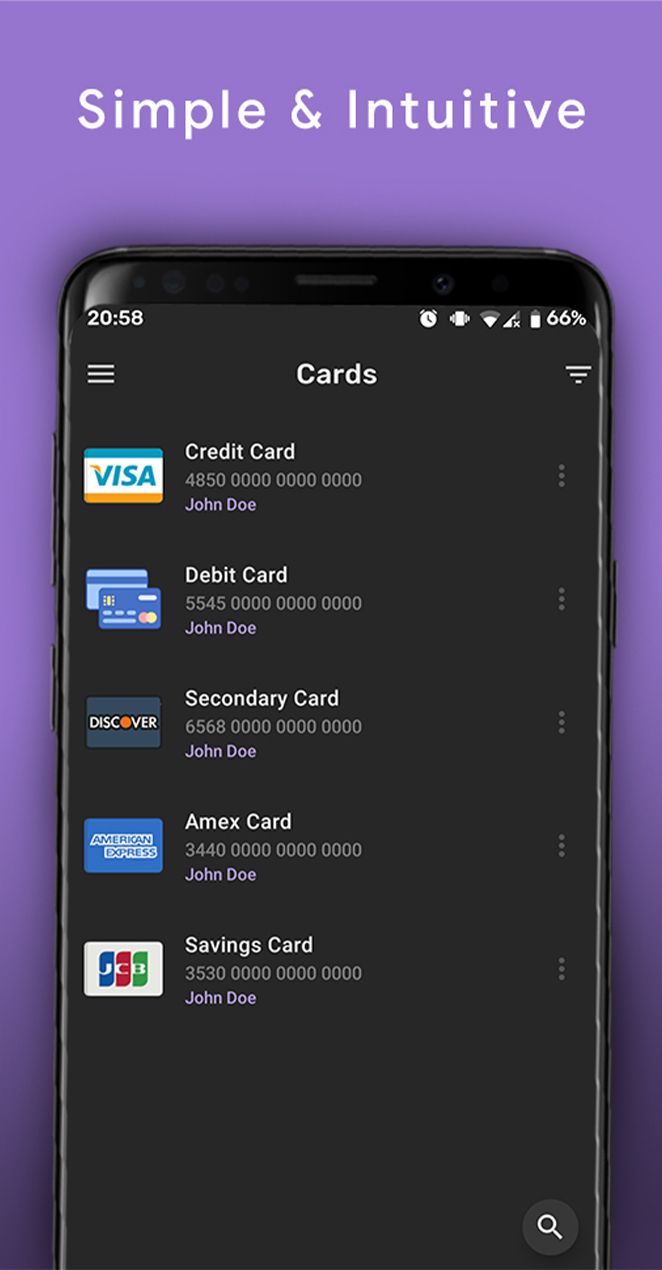 Simple & Intuitive
20:58
66%
Cards
VISA
Credit Card
4850 0000 0000 0000
John Doe
Debit Card
5545 0000 0000 0000
John Doe
DISCOVER
Secondary Card
6568 0000 0000 0000
John Doe
AMERICAN
EXPRESS
Amex Card
3440 0000 0000 0000
John Doe
JCB
Savings Card
3530 0000 0000 0000
John Doe